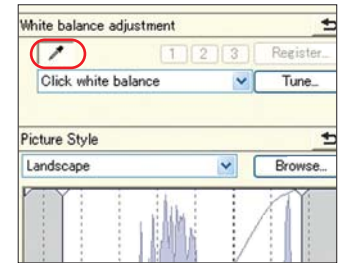 White balance adjustment
1 2 3 Register...
Click white balance Tune...
Picture Style
Landscape Browse...